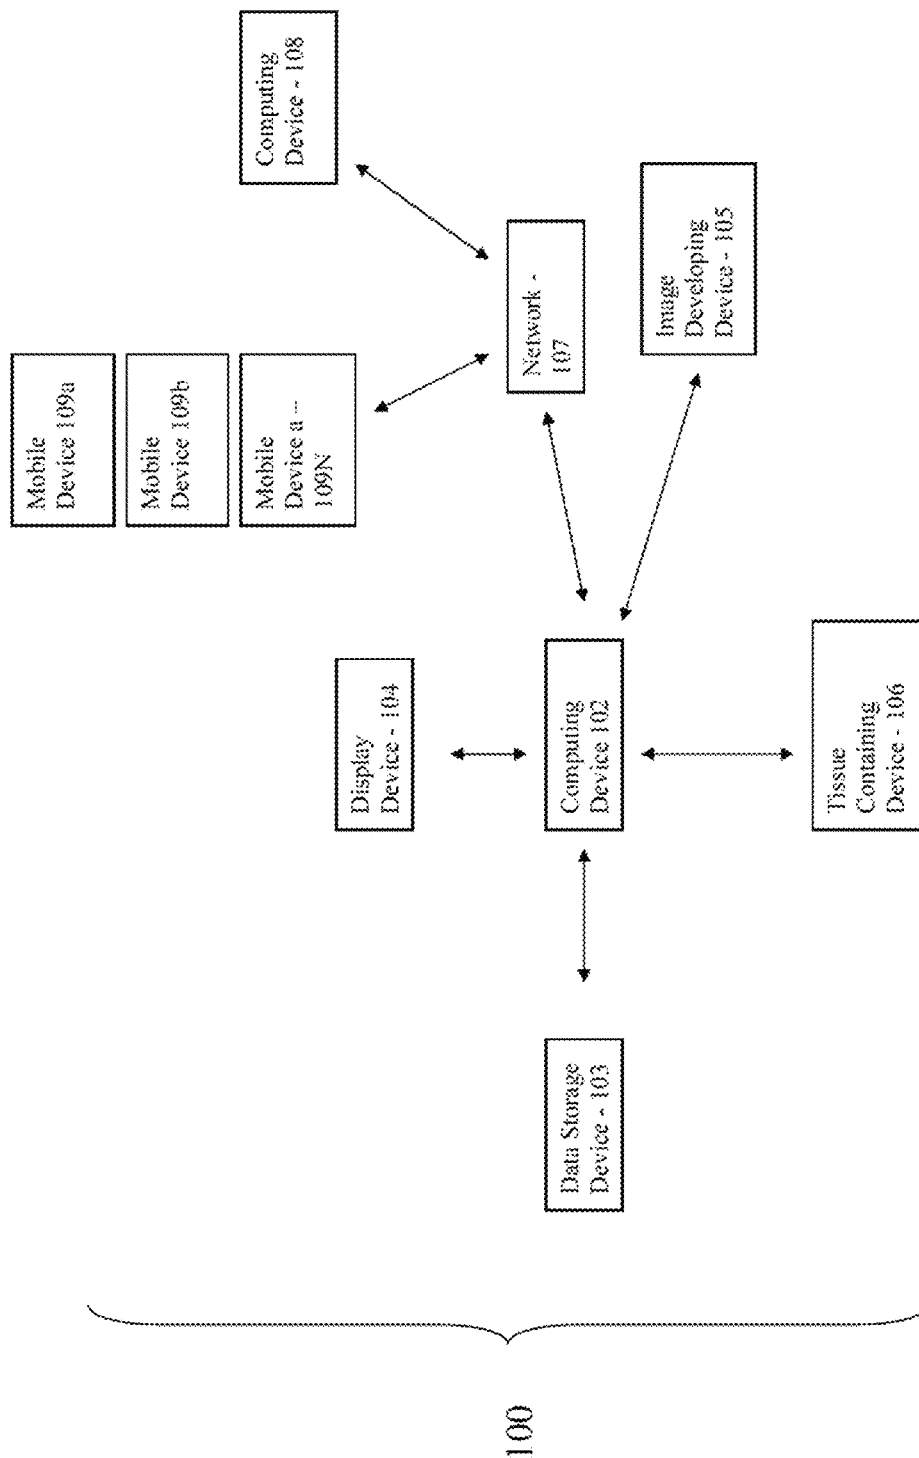 100
Data Storage
Device - 103
Display
Device - 104
Computing
Device 102
Tissue
Containing
Device - 106
Mobile
Device 109a
Mobile
Device 109b
Mobile
Device a –
109N
Network -
107
Image
Developing
Device - 105
Computing
Device - 108